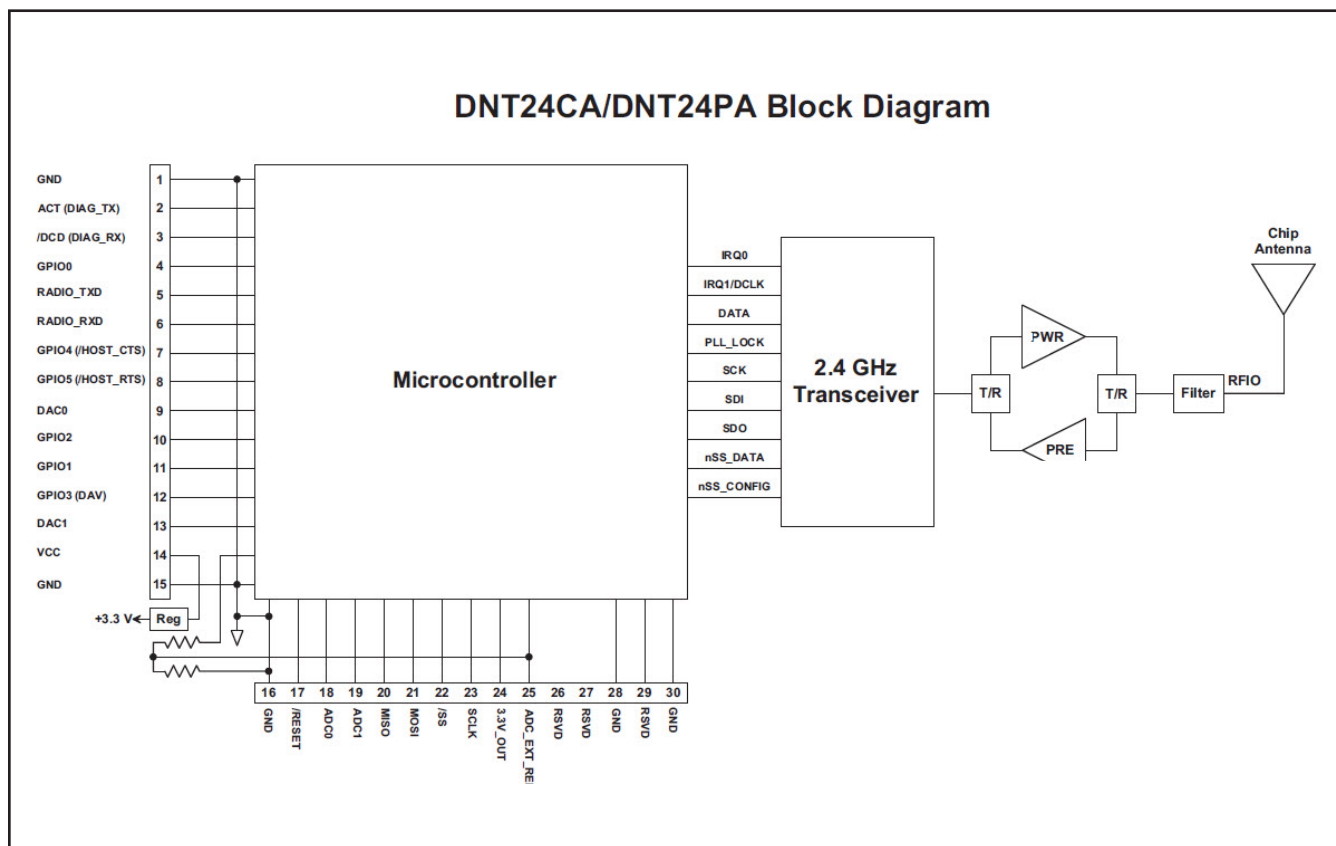 DNT24CA/DNT24PA Block Diagram
GND 1
ACT (DIAG_TX) 2
/DCD (DIAG_RX) 3
GPIO0 4
RADIO_TXD 5
RADIO_RXD 6
GPIO4 (/HOST_CTS) 7
GPIO5 (/HOST_RTS) 8
DAC0 9
GPIO2 10
GPIO1 11
GPIO3 (DAV) 12
DAC1 13
VCC 14
GND 15
+3.3 V
Reg
Microcontroller
IRQ0
IRQ1/DCLK
DATA
PLL_LOCK
SCK
SDI
SDO
nSS_DATA
nSS_CONFIG
2.4 GHz
Transceiver
T/R
PWR
PRE
T/R
Filter
RFIO
Chip
Antenna
16 17 18 19 20 21 22 23 24 25 26 27 28 29 30
GND
/RESET
ADC0
ADC1
MISO
MOSI
/SS
SCLK
3.3V_OUT
ADC_EXT_RE
RSVD
RSVD
GND
RSVD
GND